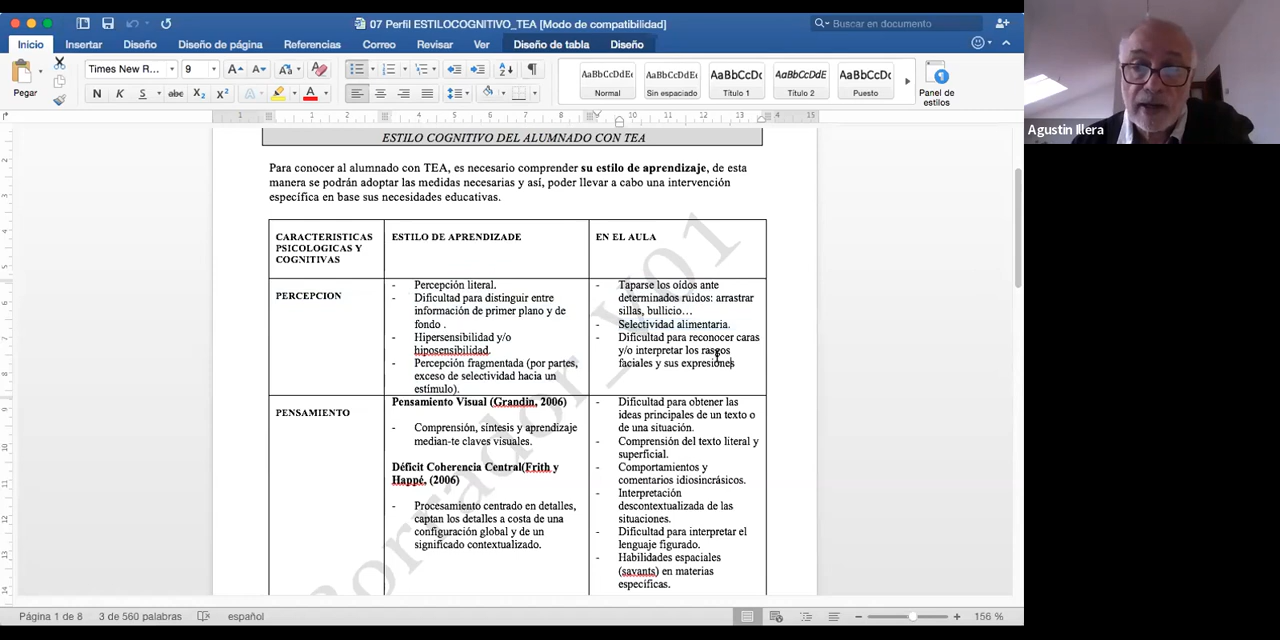 07 Perfil ESTILOCOGNITIVO_TEA [Modo de compatibilidad]
Buscar en documento
Inicio Insertar Diseño Diseño de página Referencias Correo Revisar Ver Diseño de tabla Diseño
Pegar
Times New R... 9
AaBbCcDdEe AaBbCcDdEe AaBbCcDc AaBbCcDdE AaBbCcDc
Normal Sin espaciado Título 1 Título 2 Puesto
Panel de
estilos
Agustin Illera
ESTILO COGNITIVO DEL ALUMNADO CON TEA
Para conocer al alumnado con TEA, es necesario comprender su estilo de aprendizaje, de esta
manera se podrán adoptar las medidas necesarias y así, poder llevar a cabo una intervención
específica en base sus necesidades educativas.
CARACTERISTICAS
PSICOLOGICAS Y
COGNITIVAS
ESTILO DE APRENDIZADE
EN EL AULA
PERCEPCION
- Percepción literal.
- Dificultad para distinguir entre
información de primer plano y de
fondo .
- Hipersensibilidad y/o
hiposensibilidad.
- Percepción fragmentada (por partes,
exceso de selectividad hacia un
estímulo).
- Taparse los oídos ante
determinados ruidos: arrastrar
sillas, bullicio…
- Selectividad alimentaria.
- Dificultad para reconocer caras
y/o interpretar los rasgos
faciales y sus expresiones
PENSAMIENTO
Pensamiento Visual (Grandin, 2006)
- Comprensión, síntesis y aprendizaje
median-te claves visuales.
Déficit Coherencia Central(Frith y
Happé, (2006)
- Procesamiento centrado en detalles,
captan los detalles a costa de una
configuración global y de un
significado contextualizado.
- Dificultad para obtener las
ideas principales de un texto o
de una situación.
- Comprensión del texto literal y
superficial.
- Comportamientos y
comentarios idiosincrásicos.
- Interpretación
descontextualizada de las
situaciones.
- Dificultad para interpretar el
lenguaje figurado.
- Habilidades espaciales
(savants) en materias
específicas.
Borrador_V01
Página 1 de 8 3 de 560 palabras español 156 %